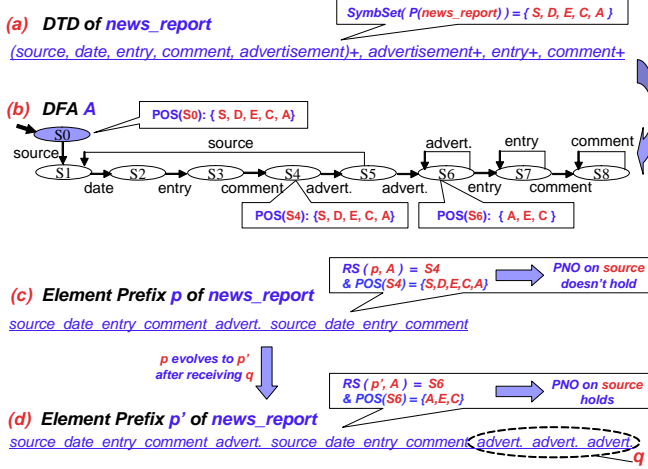 SymbSet( P(news_report) ) = { S, D, E, C, A }
(a) DTD of news_report
(source, date, entry, comment, advertisement)+, advertisement+, entry+, comment+
(b) DFA A
POS(S0): { S, D, E, C, A}
S0
source
source
advert.
entry
comment
S1 S2 S3 S4 S5 S6 S7 S8
date entry comment advert. advert. entry comment
POS(S4): {S, D, E, C, A}
POS(S6): { A, E, C }
RS ( p, A ) = S4
& POS(S4) = {S,D,E,C,A}
PNO on source
doesn't hold
(c) Element Prefix p of news_report
source date entry comment advert. source date entry comment
p evolves to p'
after receiving q
RS ( p', A ) = S6
& POS(S6) = {A,E,C}
PNO on source
holds
(d) Element Prefix p' of news_report
source date entry comment advert. source date entry comment advert. advert. advert.
q